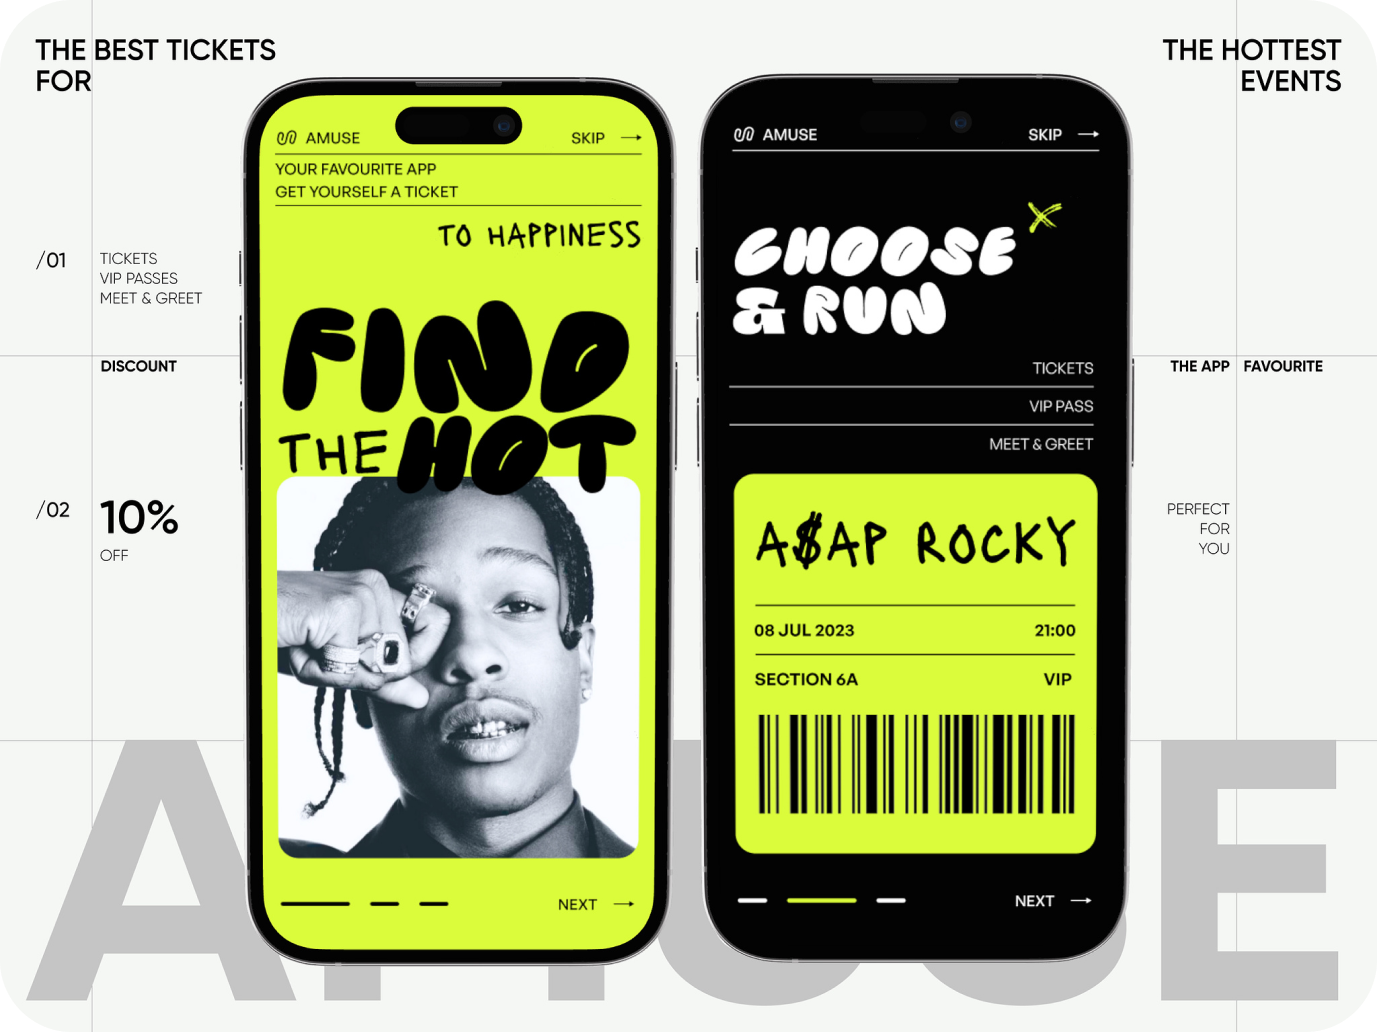 THE BEST TICKETS
FOR
THE HOTTEST
EVENTS
/01
TICKETS
VIP PASSES
MEET & GREET
DISCOUNT
/02
10%
OFF
AMUSE
SKIP
YOUR FAVOURITE APP
GET YOURSELF A TICKET
TO HAPPINESS
FIND
THE HOT
NEXT
AMUSE
SKIP
CHOOSE
& RUN
TICKETS
VIP PASS
MEET & GREET
A$AP ROCKY
08 JUL 2023
21:00
SECTION 6A
VIP
NEXT
THE APP
FAVOURITE
PERFECT
FOR
YOU
AMUSE